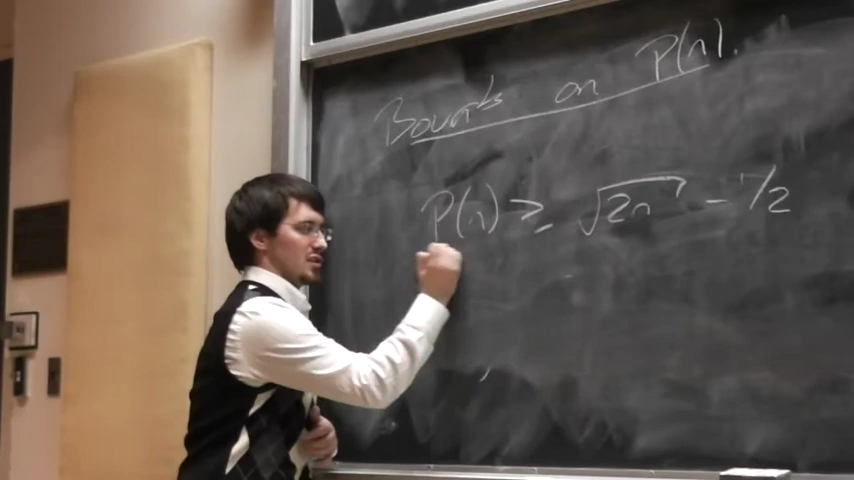 Bounds on P(n).
P(n) ≥ √2n - 1/2